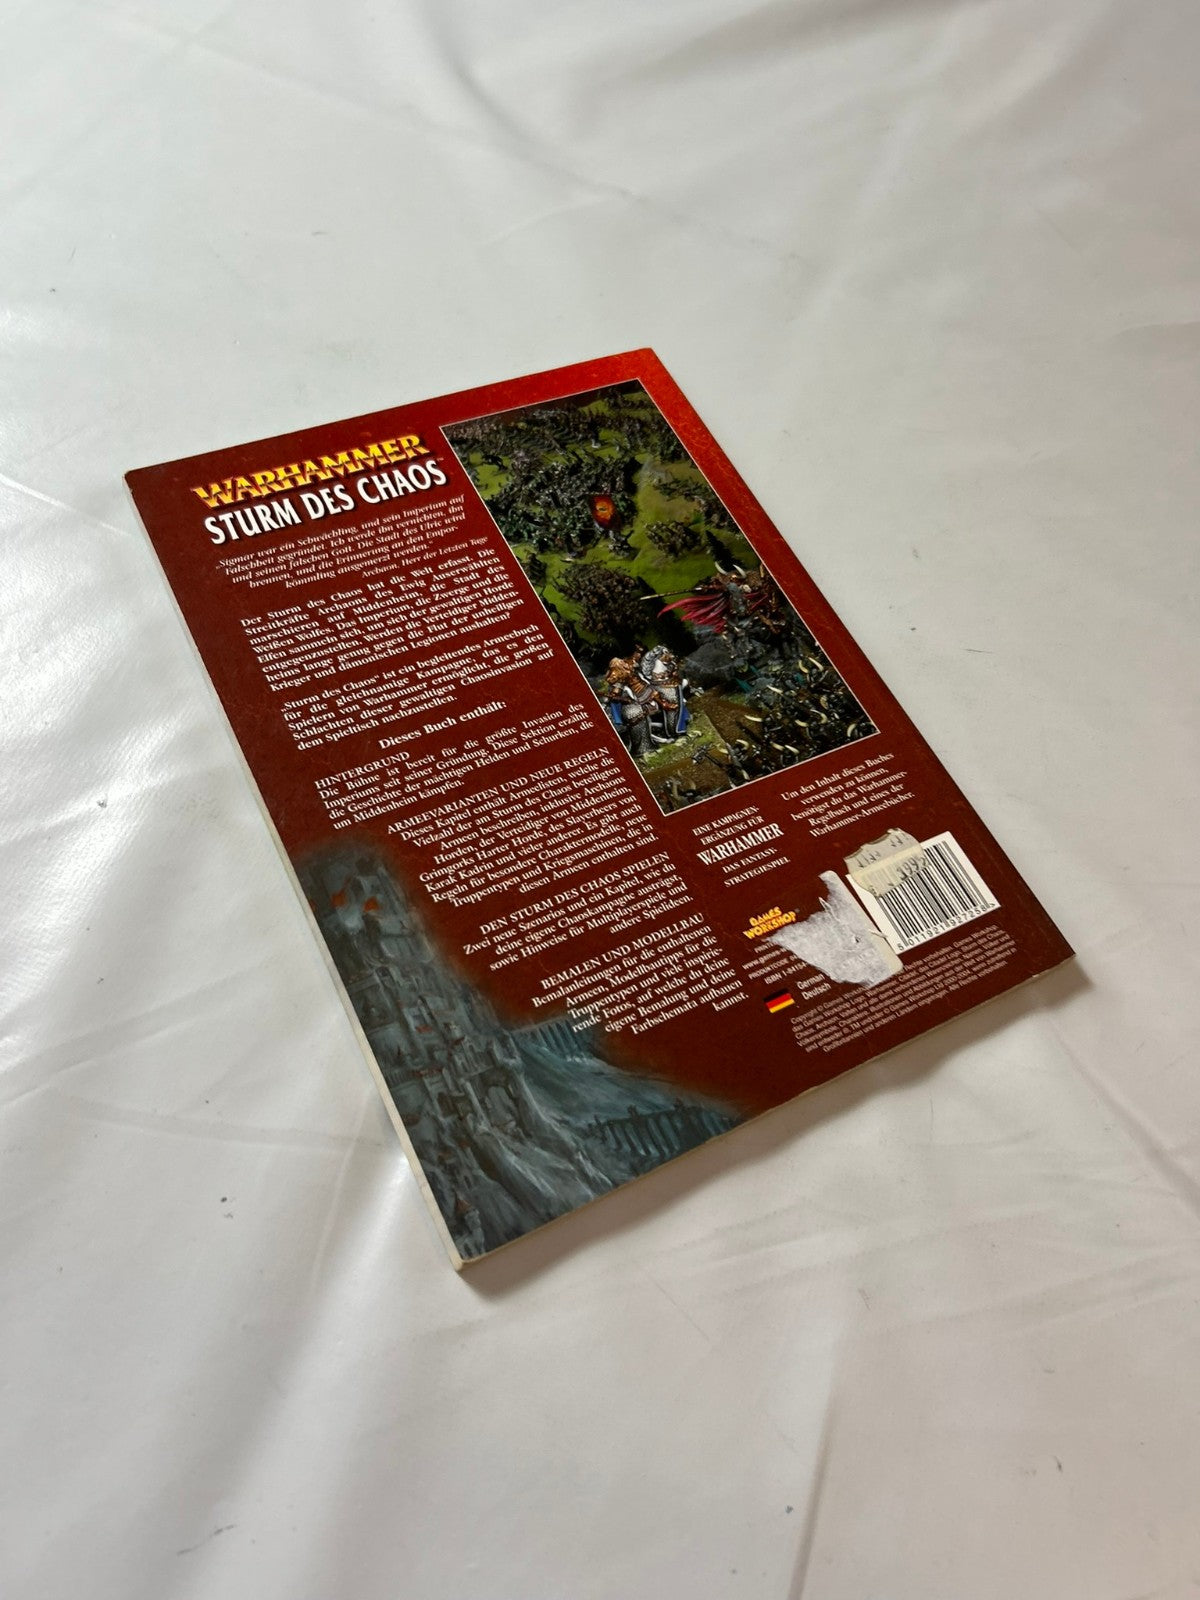 WARHAMMER
STURM DES CHAOS
„Sigmar war ein Schwächling, und sein Imperium auf
Falschheit gegründet. Ich werde ihn vernichten, ihn
und seinen falschen Gott. Die Stadt des Ulric wird
brennen, und die Erinnerung an den Empor-
kömmling ausgemerzt werden.“
Archaon, Herr der Letzten Tage
Der Sturm des Chaos hat die Welt erfasst. Die
Streitkräfte Archaons des Ewig Auserwählten
marschieren auf Middenheim, die Stadt des
Weißen Wolfes. Das Imperium, die Zwerge und die
Elfen sammeln sich, um sich der gewaltigen Horde
entgegenzustellen. Werden die Verteidiger Midden-
heims lange genug gegen die Flut der unheiligen
Krieger und dämonischen Legionen aushalten?
„Sturm des Chaos“ ist ein begleitendes Armeebuch
für die gleichnamige Kampagne, das es den
Spielern von Warhammer ermöglicht, die großen
Schlachten dieser gewaltigen Chaosinvasion auf
dem Spieltisch nachzustellen.
Dieses Buch enthält:
HINTERGRUND
Die Bühne ist bereit für die größte Invasion des
Imperiums seit seiner Gründung. Diese Sektion erzählt
die Geschichte der mächtigen Helden und Schurken, die
um Middenheim kämpfen.
ARMEEVARIANTEN UND NEUE REGELN
Dieses Kapitel enthält Armeelisten, welche die
Vielzahl der am Sturm des Chaos beteiligten
Armeen beschreiben, inklusive Archaons
Horden, der Verteidiger von Middenheim,
Grimgorks Harter Horde, des Slayerheers von
Karak Kadrin und vieler anderer. Es gibt auch
Regeln für besondere Charaktermodelle, neue
Truppentypen und Kriegsmaschinen, die in
diesen Armeen enthalten sind.
DEN STURM DES CHAOS SPIELEN
Zwei neue Szenarios und ein Kapitel, wie du
deine eigene Chaoskampagne austrägst,
sowie Hinweise für Multiplayerspiele und
andere Spielideen.
BEMALEN UND MODELLBAU
Bemalanleitungen für die enthaltenen
Armeen, Modellbautipps für die
Truppentypen und viele inspirie-
rende Fotos, auf welche du deine
eigene Bemalung und deine
Farbschemata aufbauen
kannst.
EINE KAMPAGNEN-
ERGÄNZUNG FÜR
WARHAMMER
DAS FANTASY-
STRATEGIESPIEL
Um den Inhalt dieses Buches
verwenden zu können,
benötigst du das Warhammer-
Regelbuch und eines der
Warhammer-Armeebücher.
GAMES
WORKSHOP
PRODUKTCODE
ISBN 1-841
German
Deutsch
5 011921 927258